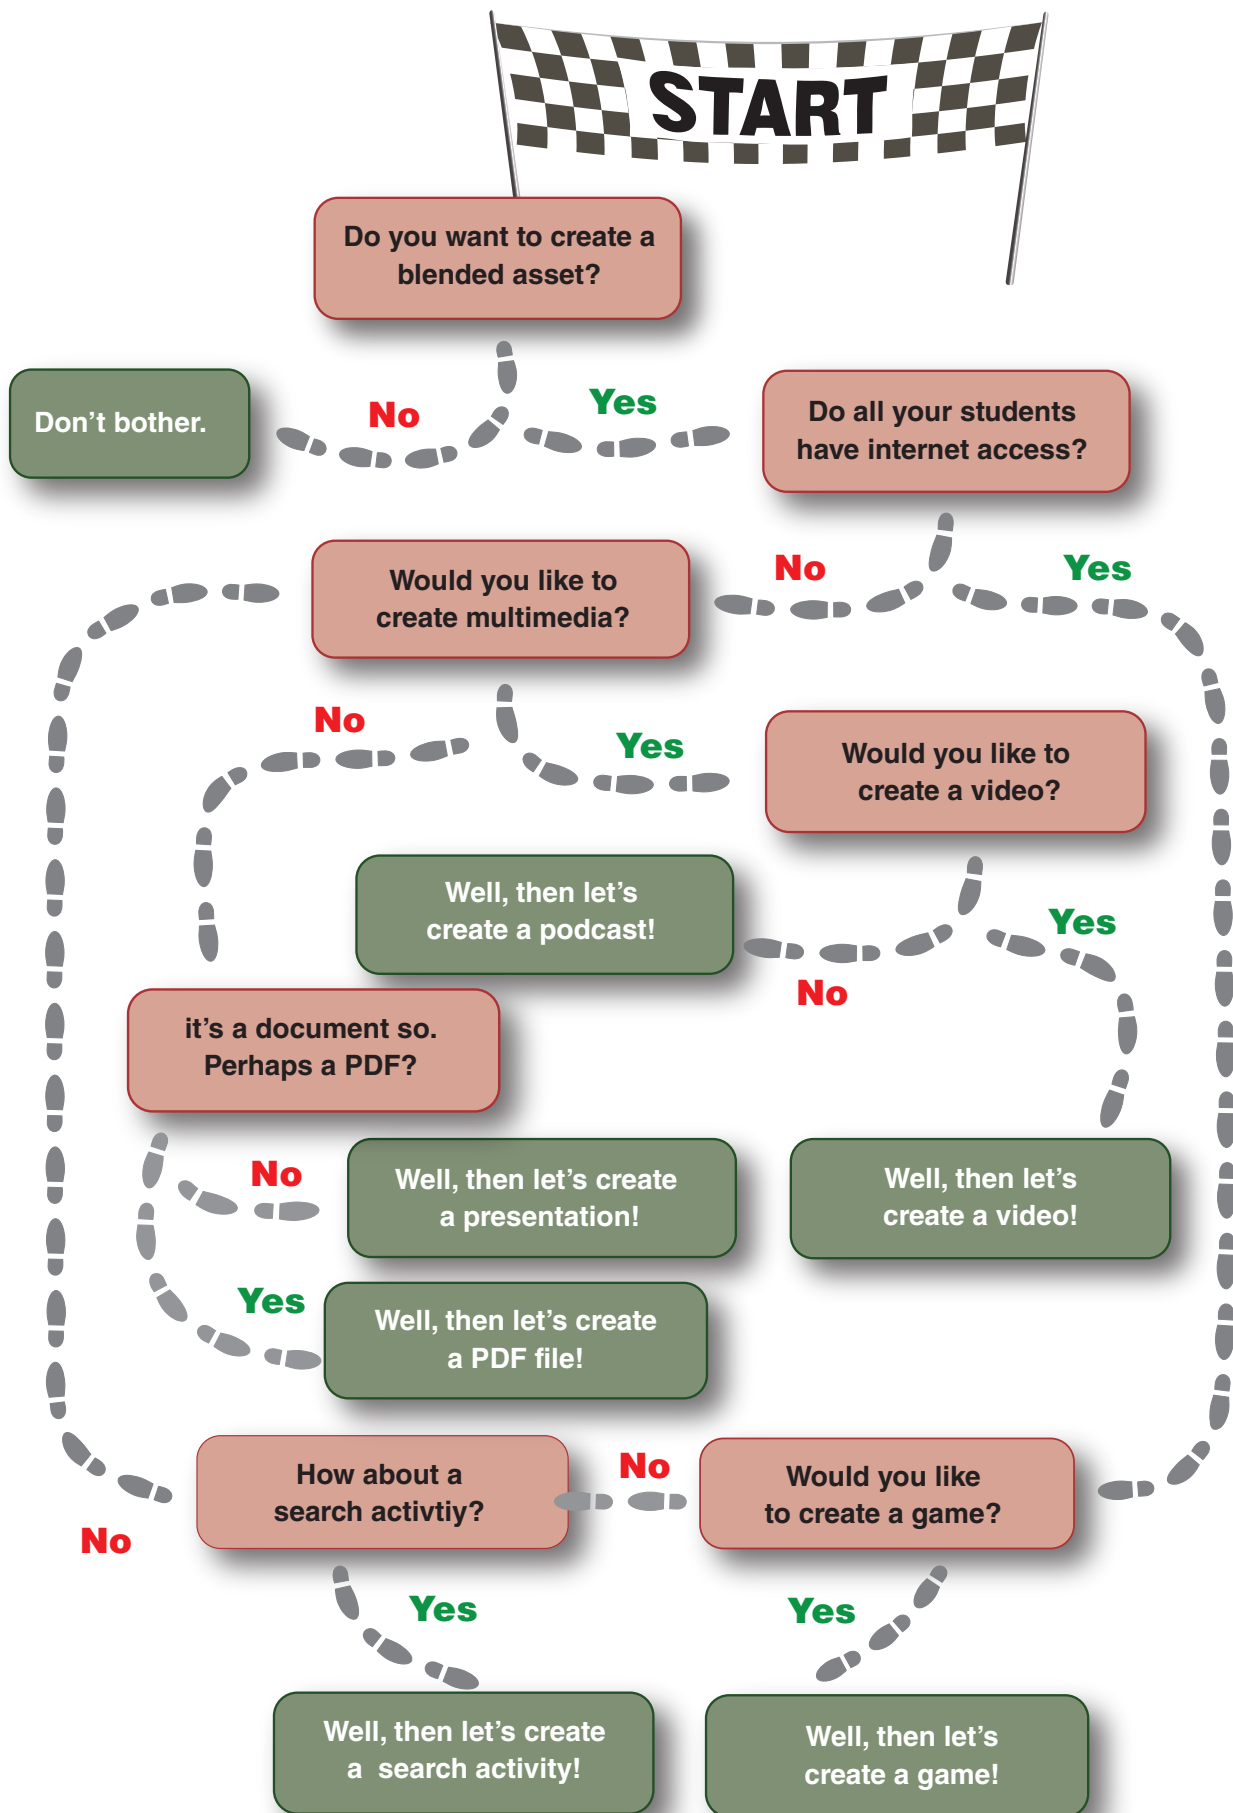 START
Do you want to create a
blended asset?
No
Yes
Don't bother.
Do all your students
have internet access?
No
Yes
Would you like to
create multimedia?
No
Yes
Would you like to
create a video?
Well, then let's
create a podcast!
Yes
No
it's a document so.
Perhaps a PDF?
No
Well, then let's create
a presentation!
Well, then let's
create a video!
Yes
Well, then let's create
a PDF file!
How about a
search activtiy?
No
Would you like
to create a game?
No
Yes
Yes
Well, then let's create
a search activity!
Well, then let's
create a game!